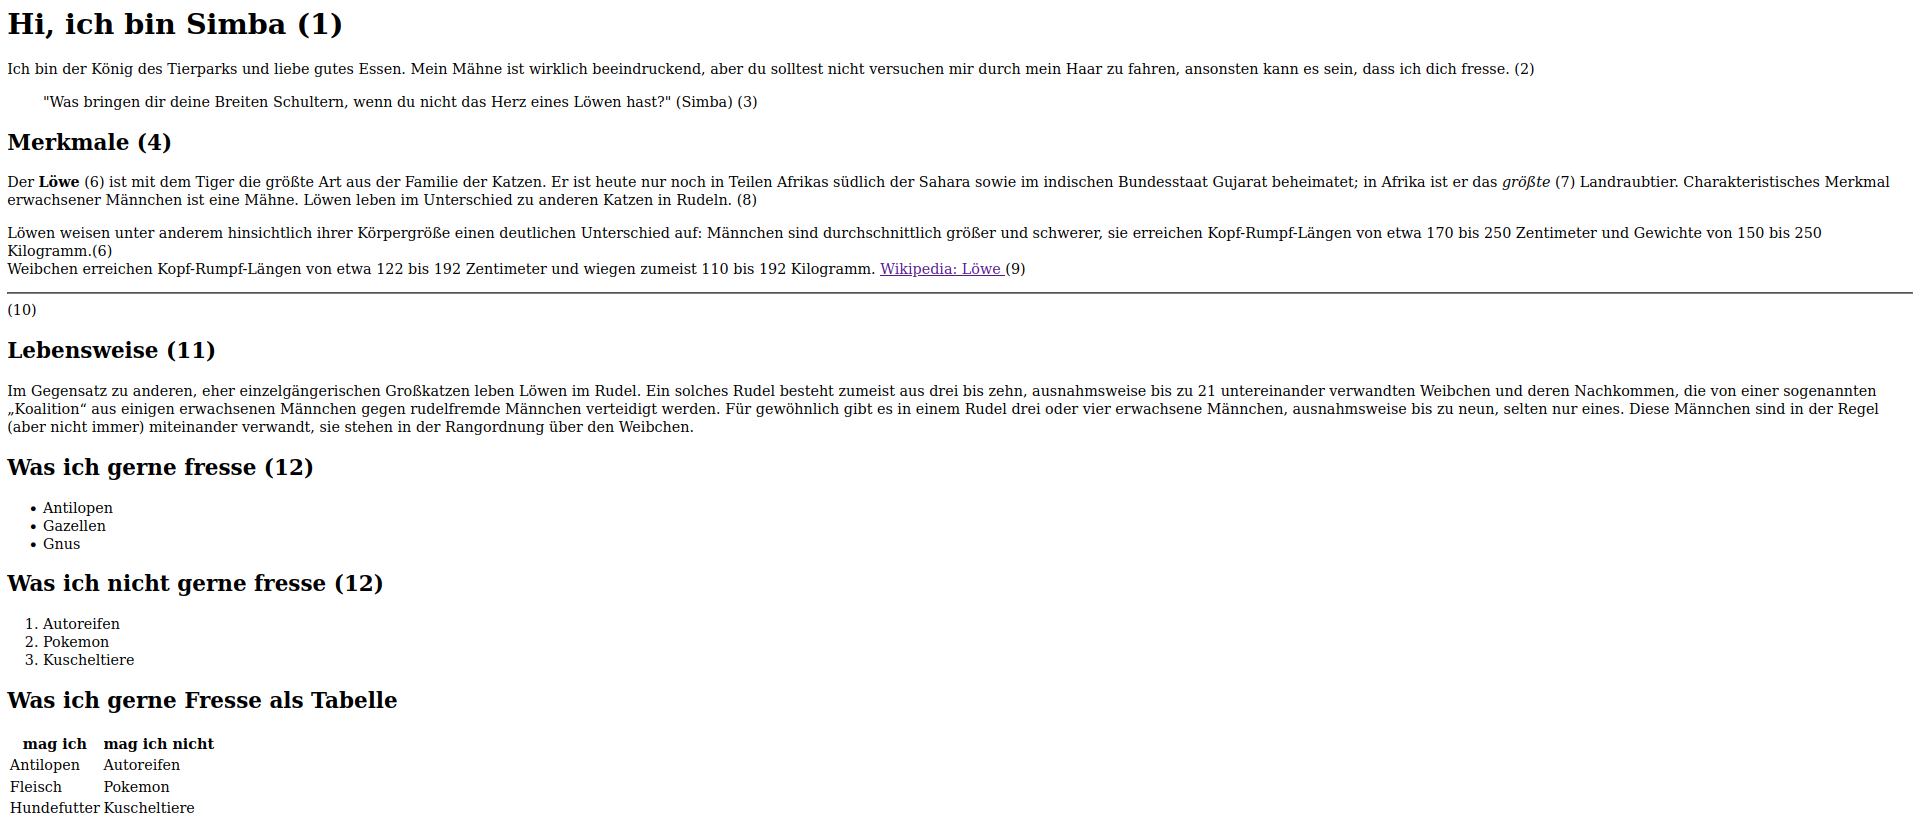 Hi, ich bin Simba (1)
Ich bin der König des Tierparks und liebe gutes Essen. Mein Mähne ist wirklich beeindruckend, aber du solltest nicht versuchen mir durch mein Haar zu fahren, ansonsten kann es sein, dass ich dich fresse. (2)
"Was bringen dir deine Breiten Schultern, wenn du nicht das Herz eines Löwen hast?" (Simba) (3)
Merkmale (4)
Der Löwe (6) ist mit dem Tiger die größte Art aus der Familie der Katzen. Er ist heute nur noch in Teilen Afrikas südlich der Sahara sowie im indischen Bundesstaat Gujarat beheimatet; in Afrika ist er das größte (7) Landraubtier. Charakteristisches Merkmal
erwachsener Männchen ist eine Mähne. Löwen leben im Unterschied zu anderen Katzen in Rudeln. (8)
Löwen weisen unter anderem hinsichtlich ihrer Körpergröße einen deutlichen Unterschied auf: Männchen sind durchschnittlich größer und schwerer, sie erreichen Kopf-Rumpf-Längen von etwa 170 bis 250 Zentimeter und Gewichte von 150 bis 250
Kilogramm.(6)
Weibchen erreichen Kopf-Rumpf-Längen von etwa 122 bis 192 Zentimeter und wiegen zumeist 110 bis 192 Kilogramm. Wikipedia: Löwe (9)
(10)
Lebensweise (11)
Im Gegensatz zu anderen, eher einzelgängerischen Großkatzen leben Löwen im Rudel. Ein solches Rudel besteht zumeist aus drei bis zehn, ausnahmsweise bis zu 21 untereinander verwandten Weibchen und deren Nachkommen, die von einer sogenannten
„Koalition“ aus einigen erwachsenen Männchen gegen rudelfremde Männchen verteidigt werden. Für gewöhnlich gibt es in einem Rudel drei oder vier erwachsene Männchen, ausnahmsweise bis zu neun, selten nur eines. Diese Männchen sind in der Regel
(aber nicht immer) miteinander verwandt, sie stehen in der Rangordnung über den Weibchen.
Was ich gerne fresse (12)
• Antilopen
• Gazellen
• Gnus
Was ich nicht gerne fresse (12)
1. Autoreifen
2. Pokemon
3. Kuscheltiere
Was ich gerne Fresse als Tabelle
mag ich mag ich nicht
Antilopen Autoreifen
Fleisch Pokemon
Hundefutter Kuscheltiere